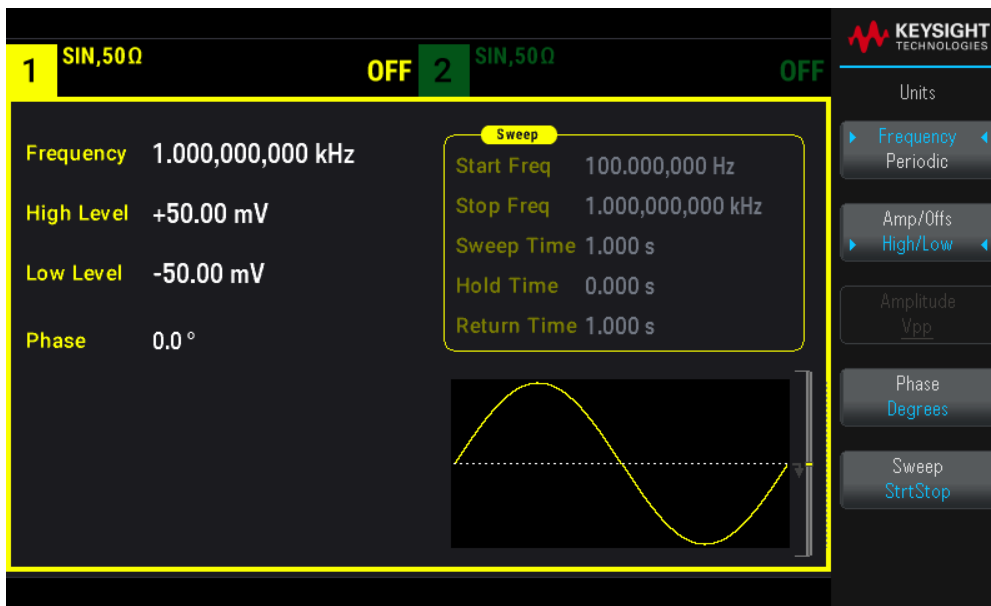 KEYSIGHT
TECHNOLOGIES
1 SIN,50Ω OFF 2 SIN,50Ω OFF
Units
Frequency 1.000,000,000 kHz
High Level +50.00 mV
Low Level -50.00 mV
Phase 0.0 °
Sweep
Start Freq 100.000,000 Hz
Stop Freq 1.000,000,000 kHz
Sweep Time 1.000 s
Hold Time 0.000 s
Return Time 1.000 s
Frequency
Periodic
Amp/Offs
High/Low
Amplitude
Vpp
Phase
Degrees
Sweep
StrtStop